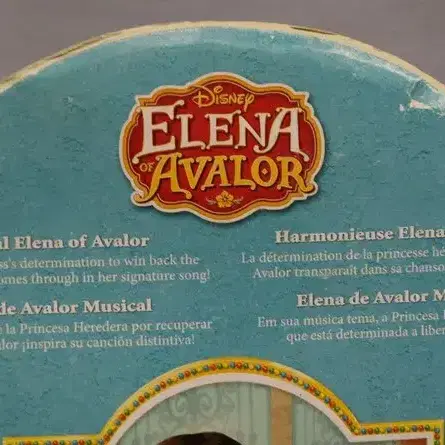 Disney
ELENA
OF AVALOR
Elena of Avalor
determination to win back the
comes through in her signature song!
Harmonieuse Elena
La détermination de la princesse
Avalor transparaît dans sa
de Avalor Musical
la Princesa Heredera por recuperar
¡inspira su canción distintiva!
Elena de Avalor
Em sua música tema, a Princesa
que está determinada a